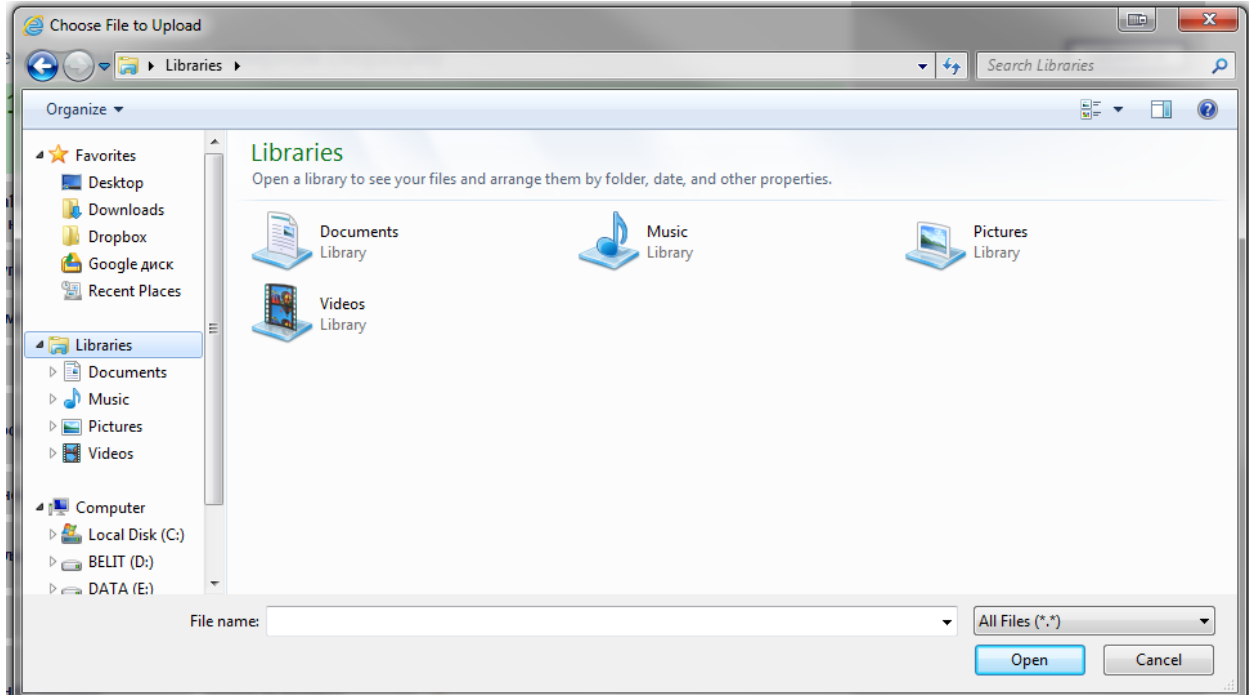 Choose File to Upload
Libraries
Search Libraries
Organize
Favorites
Desktop
Downloads
Dropbox
Google диск
Recent Places
Libraries
Documents
Music
Pictures
Videos
Computer
Local Disk (C:)
BELIT (D:)
DATA (E:)
Libraries
Open a library to see your files and arrange them by folder, date, and other properties.
Documents
Library
Music
Library
Pictures
Library
Videos
Library
File name:
All Files (*.*)
Open
Cancel